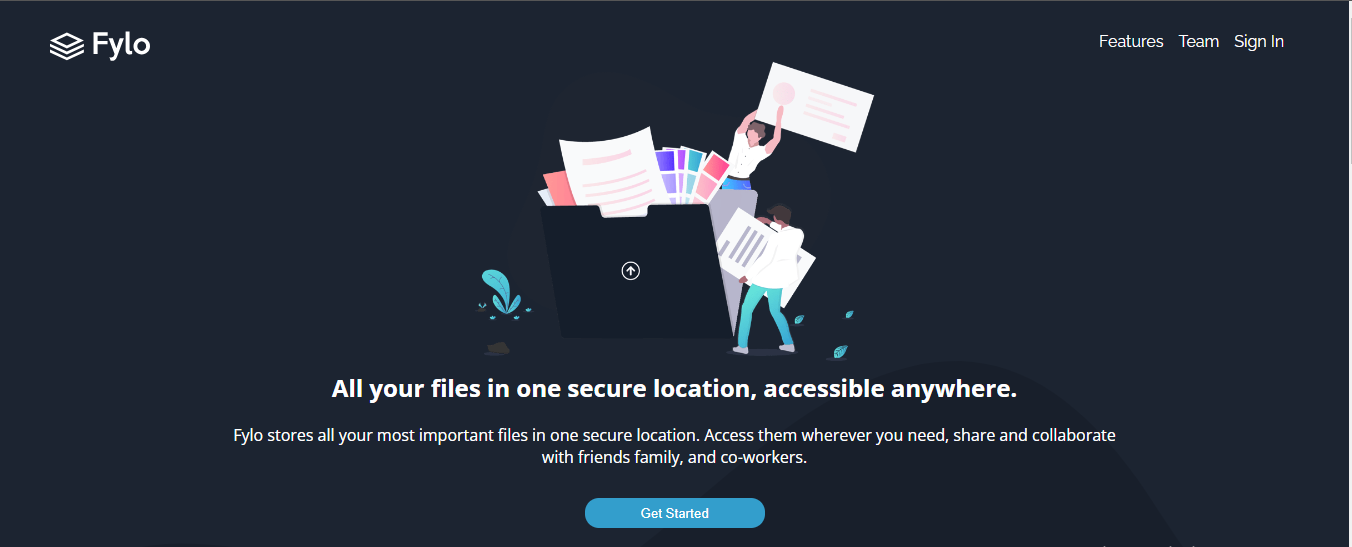 Fylo
Features Team Sign In
All your files in one secure location, accessible anywhere.
Fylo stores all your most important files in one secure location. Access them wherever you need, share and collaborate
with friends family, and co-workers.
Get Started